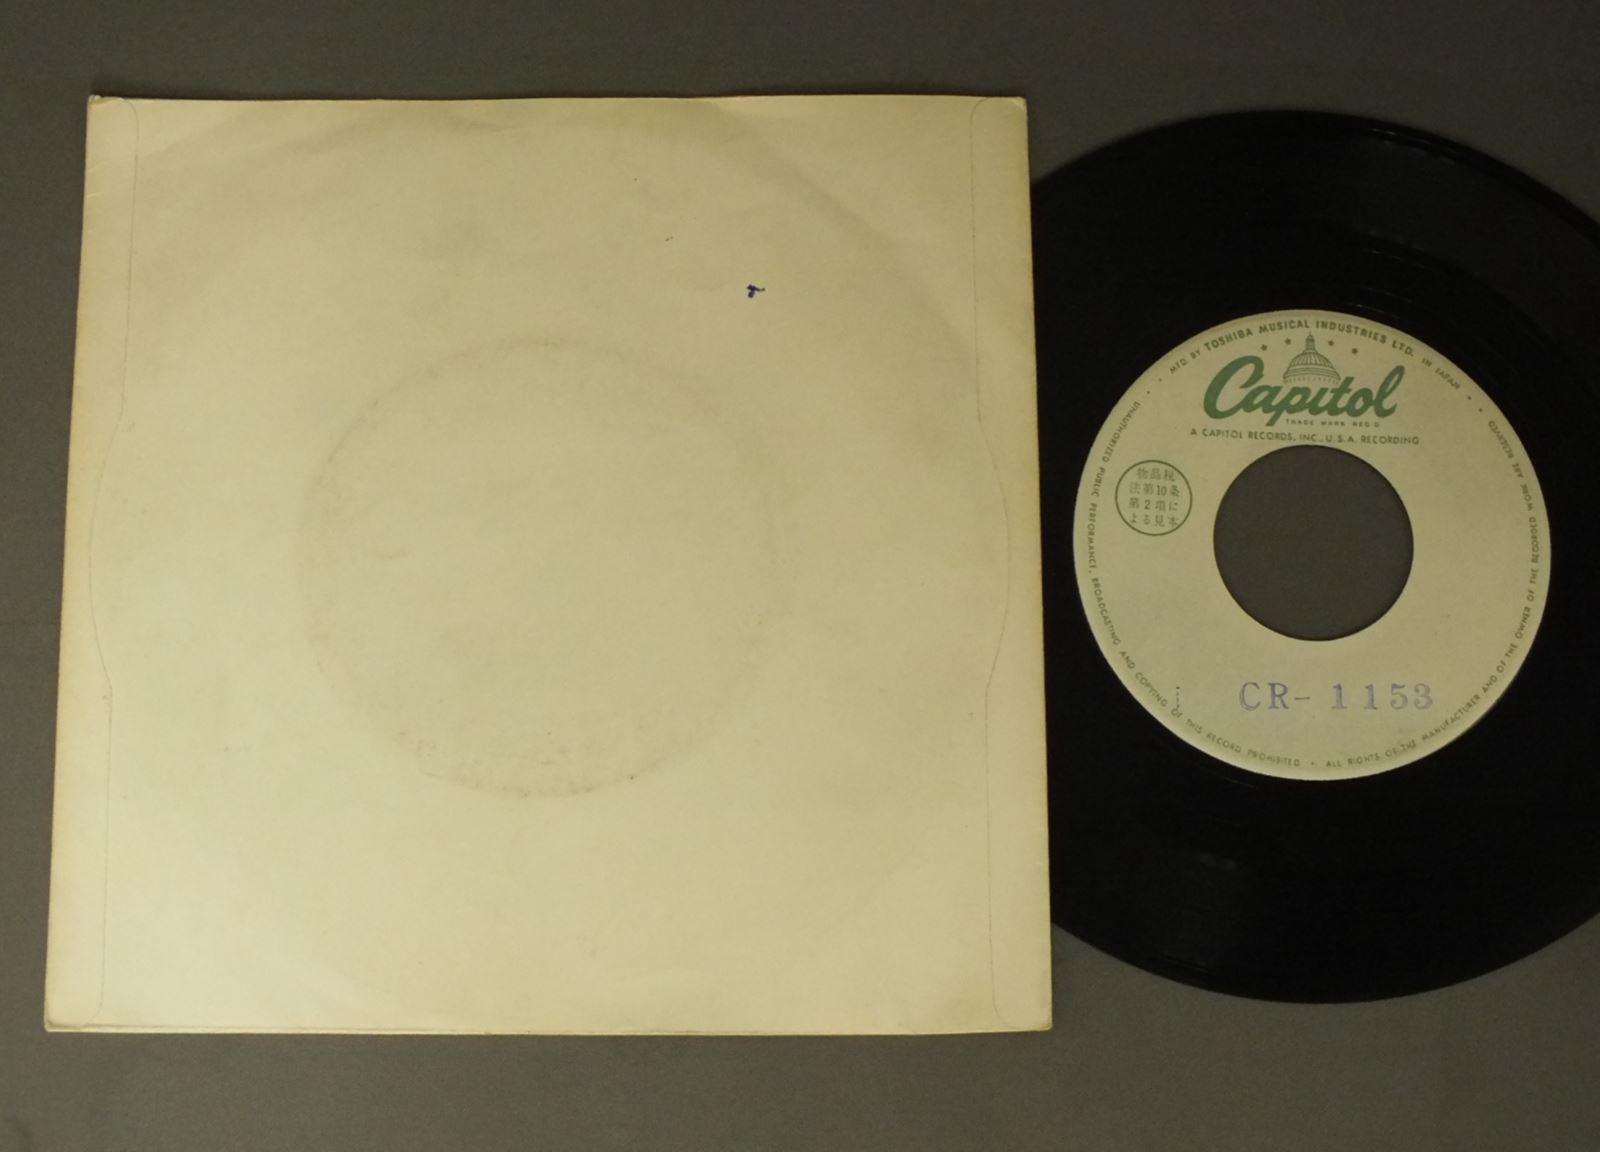 MFD. BY TOSHIBA MUSICAL INDUSTRIES LTD. IN JAPAN
Capitol
TRADE MARK REG'D
A CAPITOL RECORDS, INC., U.S.A. RECORDING
物品税
法第10条
第2項に
よる見本
CR-1153
UNAUTHORIZED PUBLIC PERFORMANCE, BROADCASTING AND COPYING OF THIS RECORD PROHIBITED • ALL RIGHTS OF THE MANUFACTURER AND OF THE OWNER OF THE RECORDED WORK ARE RESERVED